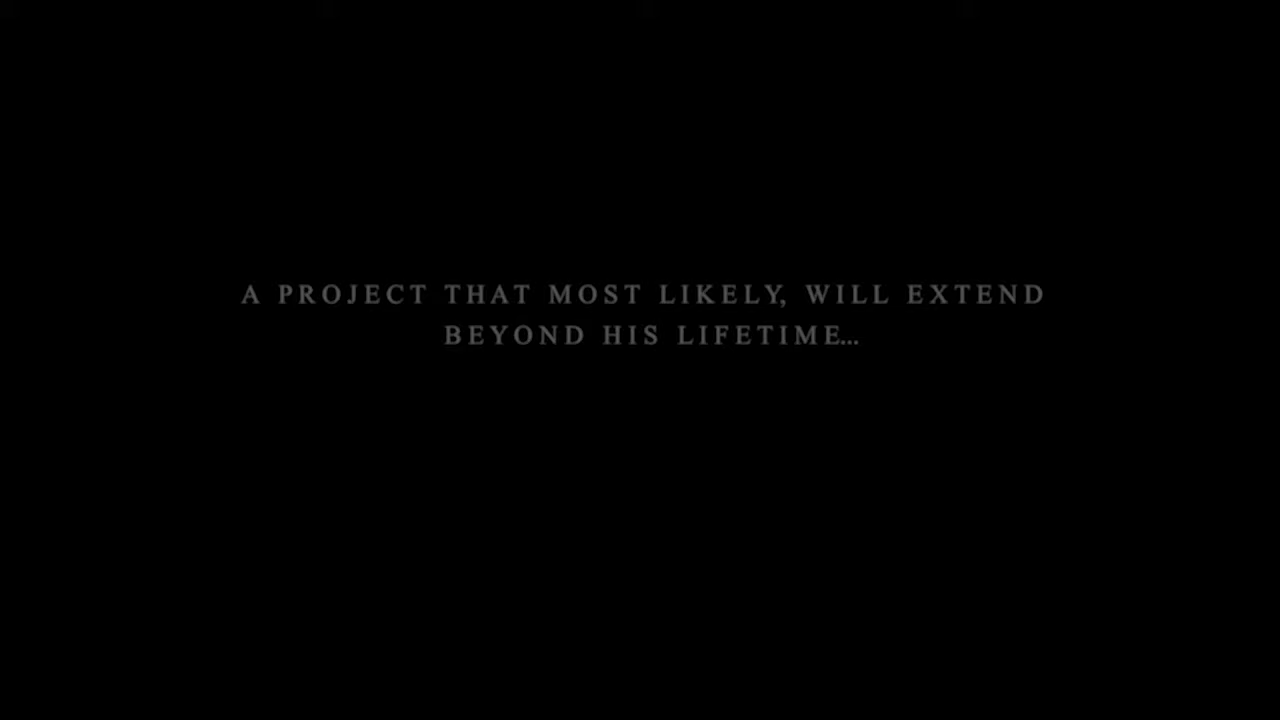 A PROJECT THAT MOST LIKELY, WILL EXTEND
BEYOND HIS LIFETIME...